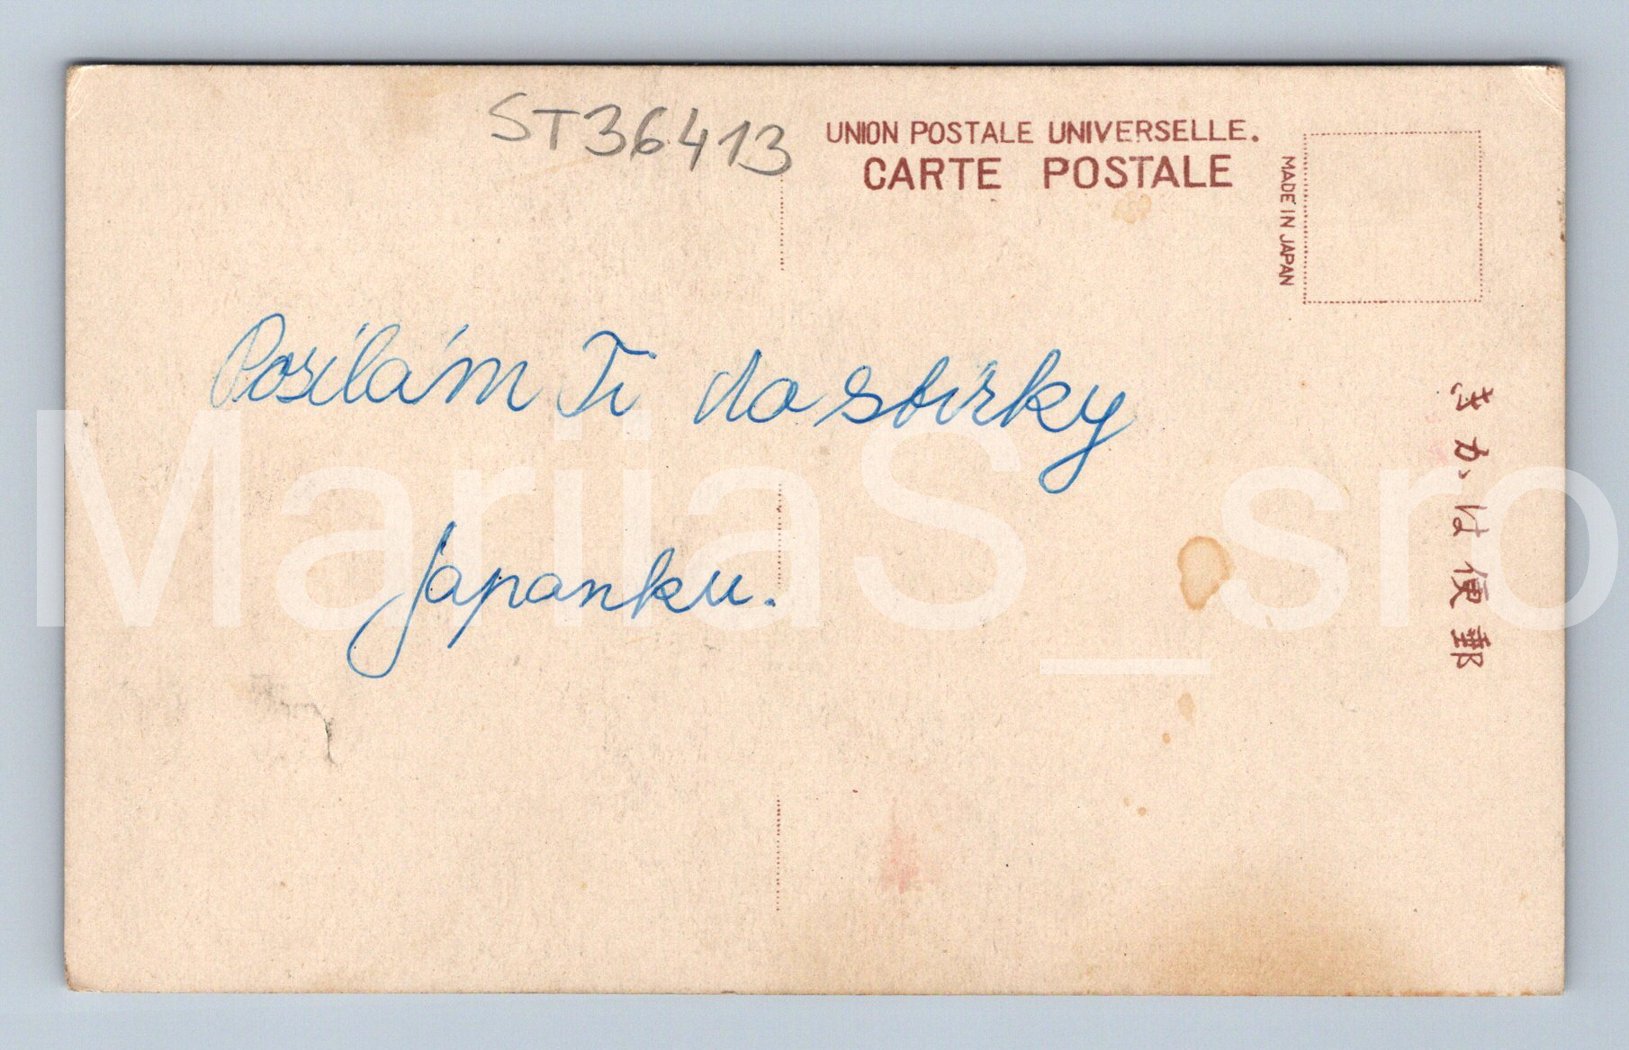 ST36413
UNION POSTALE UNIVERSELLE.
CARTE POSTALE
MADE IN JAPAN
Posílám Ti do sbírky
japanku.
きかは便郵
MarijaS_sro